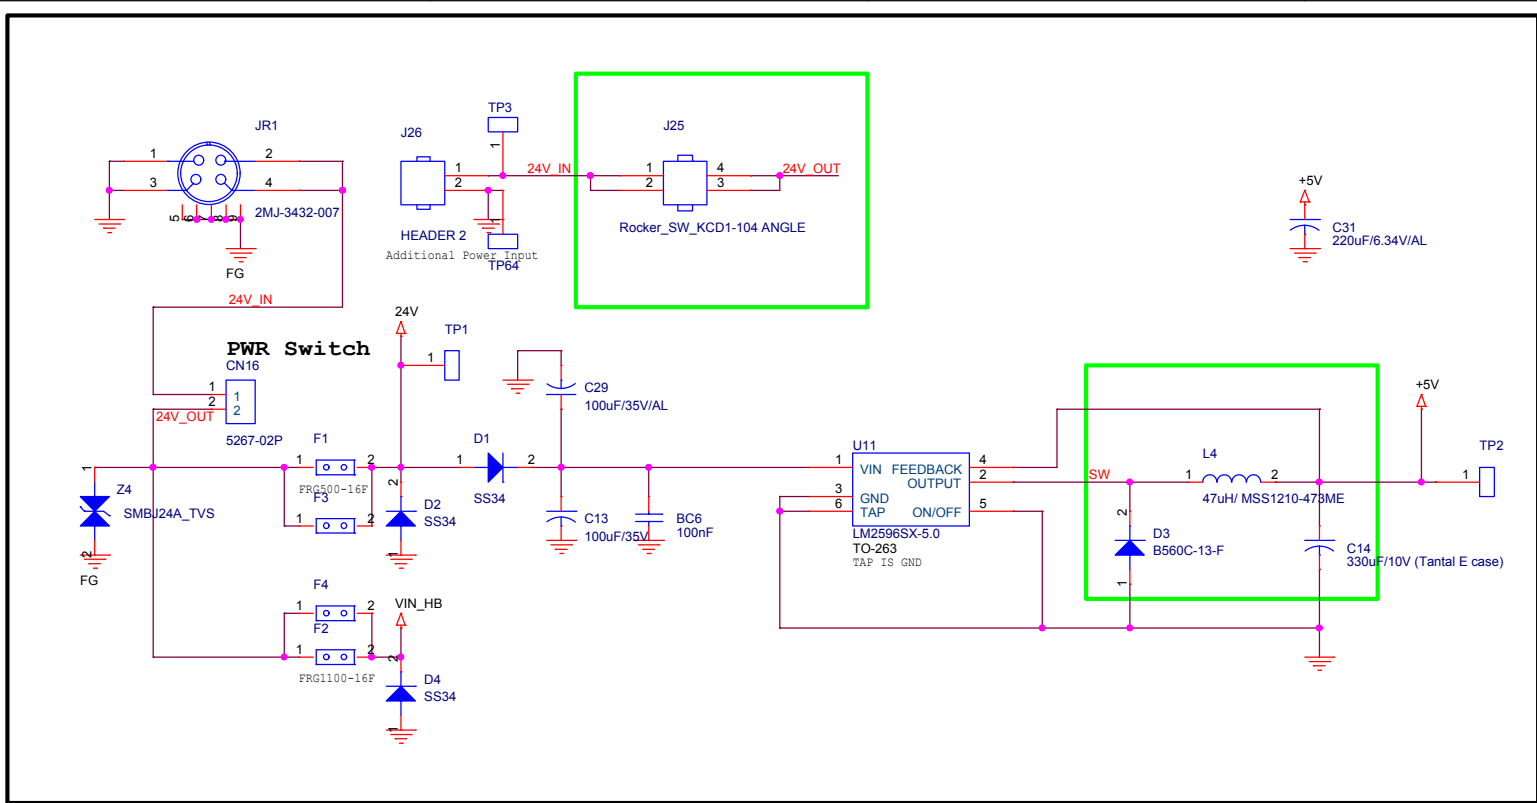 JR1
1
2
3
4
5
6
7
8
9
2MJ-3432-007
FG
24V_IN
J26
1
2
HEADER 2
Additional Power Input
TP3
1
TP64
1
24V_IN
J25
1
2
4
3
24V_OUT
Rocker_SW_KCD1-104 ANGLE
+5V
C31
220uF/6.34V/AL
PWR Switch
CN16
1
2
1
2
24V_OUT
5267-02P
24V
TP1
1
1
Z4
SMBJ24A_TVS
2
FG
F1
1
2
FRG500-16F
F3
1
2
2
D2
SS34
1
D1
1
2
SS34
C29
100uF/35V/AL
C13
100uF/35V
BC6
100nF
U11
1
VIN
FEEDBACK
4
OUTPUT
2
3
GND
6
TAP
ON/OFF
5
LM2596SX-5.0
TO-263
TAP IS GND
SW
L4
1
2
47uH/ MSS1210-473ME
2
D3
B560C-13-F
1
C14
330uF/10V (Tantal E case)
+5V
TP2
1
F4
1
2
F2
1
2
FRG1100-16F
VIN_HB
2
D4
SS34
1